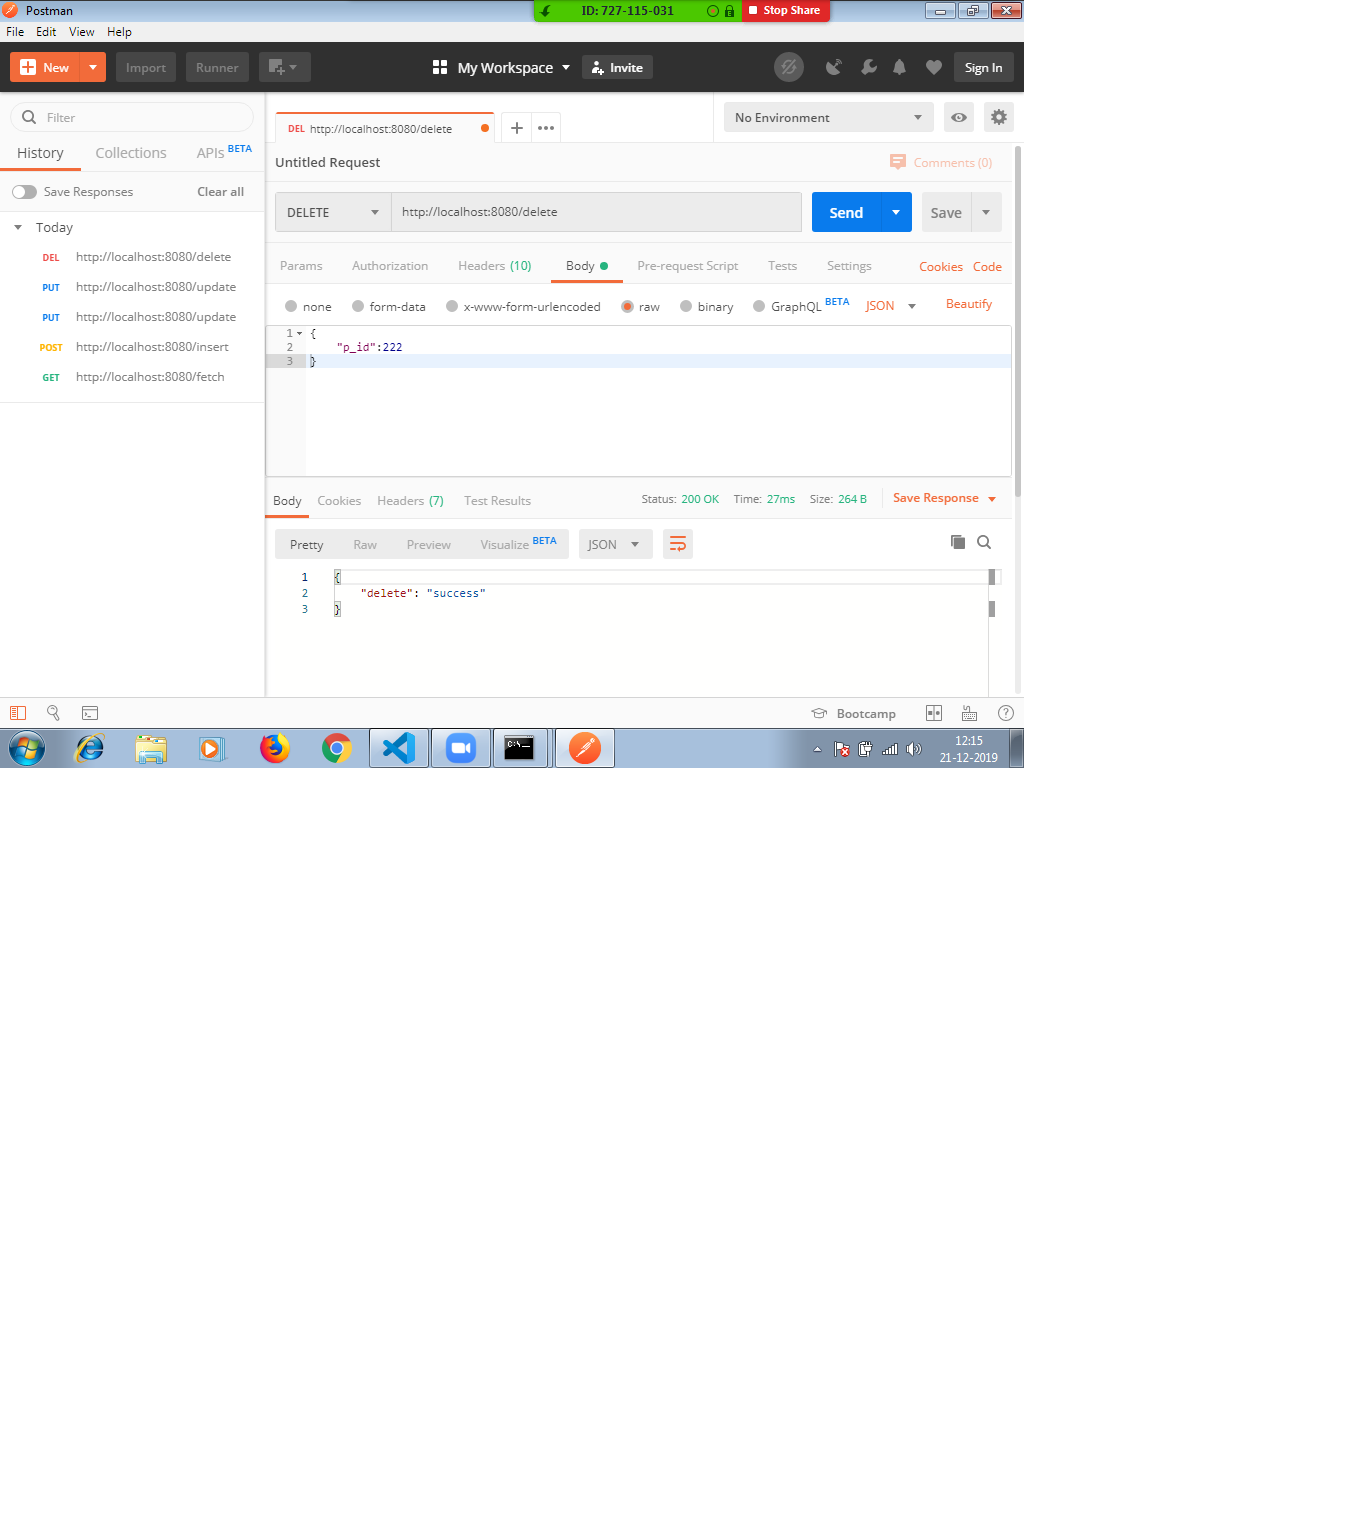 Postman
ID: 727-115-031
Stop Share
File Edit View Help
New
Import
Runner
My Workspace
Invite
Sign In
Filter
DEL http://localhost:8080/delete
No Environment
History
Collections
APIs BETA
Untitled Request
Comments (0)
Save Responses
Clear all
DELETE
http://localhost:8080/delete
Send
Save
Today
DEL http://localhost:8080/delete
PUT http://localhost:8080/update
PUT http://localhost:8080/update
POST http://localhost:8080/insert
GET http://localhost:8080/fetch
Params Authorization Headers (10) Body Pre-request Script Tests Settings Cookies Code
none form-data x-www-form-urlencoded raw binary GraphQL BETA JSON Beautify
1 {
2 "p_id":222
3 }
Body Cookies Headers (7) Test Results Status: 200 OK Time: 27ms Size: 264 B Save Response
Pretty Raw Preview Visualize BETA JSON
1 {
2 "delete": "success"
3 }
Bootcamp
C:\._
12:15
21-12-2019